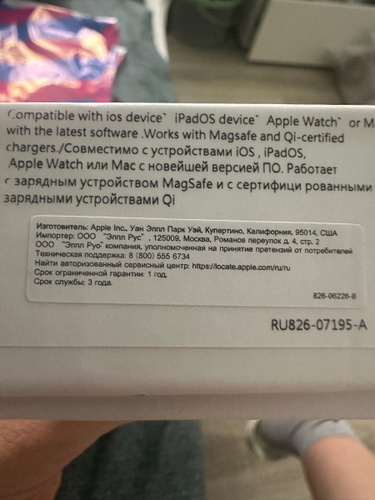 Compatible with ios device` iPadOS device` Apple Watch` or M
with the latest software .Works with Magsafe and Qi-certified
chargers./Совместимо с устройствами iOS , iPadOS,
Apple Watch или Mac с новейшей версией ПО. Работает
с зарядным устройством MagSafe и с сертифици рованными
зарядными устройствами Qi
Изготовитель: Apple Inc., Уан Эппл Парк Уэй, Купертино, Калифорния, 95014, США
Импортер: ООО "Эппл Рус" , 125009, Москва, Романов переулок д. 4, стр. 2
ООО "Эппл Руо" компания, уполномоченная на принятие претензий от потребителей
Техническая поддержка: 8 (800) 555 6734
Найти авторизованный сервисный центр: https://locate.apple.com/ru/ru
Срок ограниченной гарантии: 1 год.
Срок службы: 3 года.
826-06226-B
RU826-07195-A